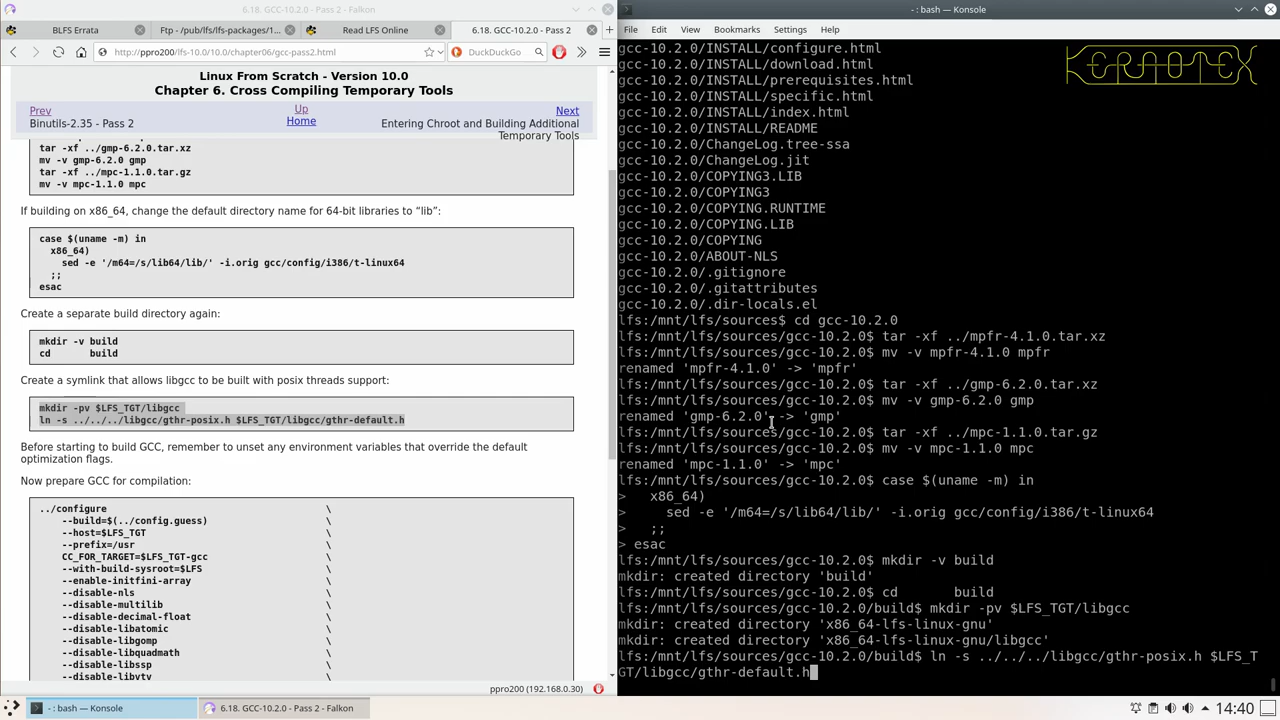 6.18. GCC-10.2.0 - Pass 2 - Falkon
BLFS Errata
Ftp - /pub/lfs/lfs-packages/1...
Read LFS Online
6.18. GCC-10.2.0 - Pass 2
http://ppro200/lfs-10.0/10.0/chapter06/gcc-pass2.html
DuckDuckGo
Linux From Scratch - Version 10.0
Chapter 6. Cross Compiling Temporary Tools
Prev
Up
Next
Binutils-2.35 - Pass 2
Home
Entering Chroot and Building Additional
Temporary Tools
tar -xf ../gmp-6.2.0.tar.xz
mv -v gmp-6.2.0 gmp
tar -xf ../mpc-1.1.0.tar.gz
mv -v mpc-1.1.0 mpc
If building on x86_64, change the default directory name for 64-bit libraries to “lib”:
case $(uname -m) in
x86_64)
sed -e '/m64=/s/lib64/lib/' -i.orig gcc/config/i386/t-linux64
;;
esac
Create a separate build directory again:
mkdir -v build
cd       build
Create a symlink that allows libgcc to be built with posix threads support:
mkdir -pv $LFS_TGT/libgcc
ln -s ../../../libgcc/gthr-posix.h $LFS_TGT/libgcc/gthr-default.h
Before starting to build GCC, remember to unset any environment variables that override the default
optimization flags.
Now prepare GCC for compilation:
../configure \
--build=$(../config.guess) \
--host=$LFS_TGT \
--prefix=/usr \
CC_FOR_TARGET=$LFS_TGT-gcc \
--with-build-sysroot=$LFS \
--enable-initfini-array \
--disable-nls \
--disable-multilib \
--disable-decimal-float \
--disable-libatomic \
--disable-libgomp \
--disable-libquadmath \
--disable-libssp \
--disable-libvtv \
ppro200 (192.168.0.30)
- : bash — Konsole
File Edit View Bookmarks Settings Help
KERAOTEX
gcc-10.2.0/INSTALL/configure.html
gcc-10.2.0/INSTALL/download.html
gcc-10.2.0/INSTALL/prerequisites.html
gcc-10.2.0/INSTALL/specific.html
gcc-10.2.0/INSTALL/index.html
gcc-10.2.0/INSTALL/README
gcc-10.2.0/ChangeLog.tree-ssa
gcc-10.2.0/ChangeLog.jit
gcc-10.2.0/COPYING3.LIB
gcc-10.2.0/COPYING3
gcc-10.2.0/COPYING.RUNTIME
gcc-10.2.0/COPYING.LIB
gcc-10.2.0/COPYING
gcc-10.2.0/ABOUT-NLS
gcc-10.2.0/.gitignore
gcc-10.2.0/.gitattributes
gcc-10.2.0/.dir-locals.el
lfs:/mnt/lfs/sources$ cd gcc-10.2.0
lfs:/mnt/lfs/sources/gcc-10.2.0$ tar -xf ../mpfr-4.1.0.tar.xz
lfs:/mnt/lfs/sources/gcc-10.2.0$ mv -v mpfr-4.1.0 mpfr
renamed 'mpfr-4.1.0' -> 'mpfr'
lfs:/mnt/lfs/sources/gcc-10.2.0$ tar -xf ../gmp-6.2.0.tar.xz
lfs:/mnt/lfs/sources/gcc-10.2.0$ mv -v gmp-6.2.0 gmp
renamed 'gmp-6.2.0' -> 'gmp'
lfs:/mnt/lfs/sources/gcc-10.2.0$ tar -xf ../mpc-1.1.0.tar.gz
lfs:/mnt/lfs/sources/gcc-10.2.0$ mv -v mpc-1.1.0 mpc
renamed 'mpc-1.1.0' -> 'mpc'
lfs:/mnt/lfs/sources/gcc-10.2.0$ case $(uname -m) in
>   x86_64)
>     sed -e '/m64=/s/lib64/lib/' -i.orig gcc/config/i386/t-linux64
>   ;;
> esac
lfs:/mnt/lfs/sources/gcc-10.2.0$ mkdir -v build
mkdir: created directory 'build'
lfs:/mnt/lfs/sources/gcc-10.2.0$ cd       build
lfs:/mnt/lfs/sources/gcc-10.2.0/build$ mkdir -pv $LFS_TGT/libgcc
mkdir: created directory 'x86_64-lfs-linux-gnu'
mkdir: created directory 'x86_64-lfs-linux-gnu/libgcc'
lfs:/mnt/lfs/sources/gcc-10.2.0/build$ ln -s ../../../libgcc/gthr-posix.h $LFS_T
GT/libgcc/gthr-default.h
- : bash — Konsole
6.18. GCC-10.2.0 - Pass 2 - Falkon
14:40